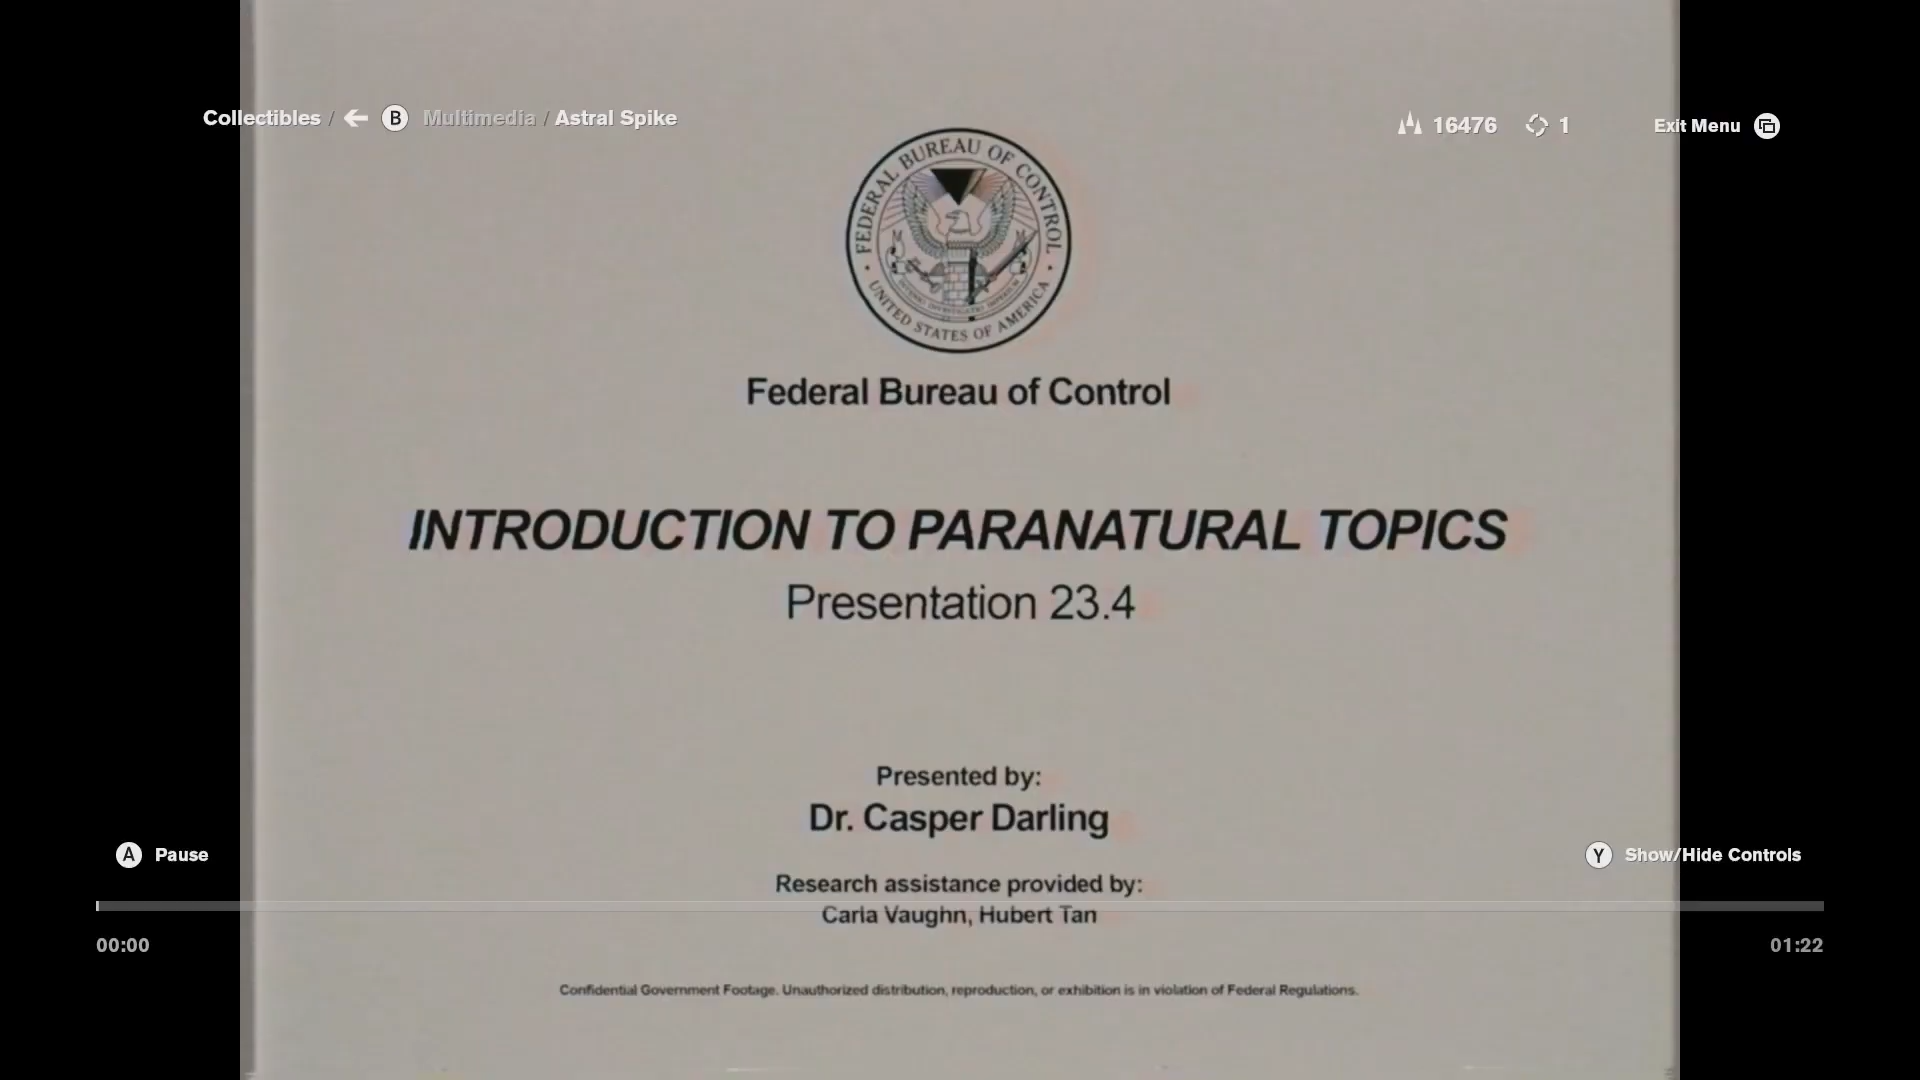 Collectibles / B Multimedia / Astral Spike
16476 1 Exit Menu
FEDERAL BUREAU OF CONTROL
UNITED STATES OF AMERICA
Federal Bureau of Control
INTRODUCTION TO PARANATURAL TOPICS
Presentation 23.4
Presented by:
Dr. Casper Darling
A Pause
Y Show/Hide Controls
Research assistance provided by:
Carla Vaughn, Hubert Tan
00:00
01:22
Confidential Government Footage. Unauthorized distribution, reproduction, or exhibition is in violation of Federal Regulations.